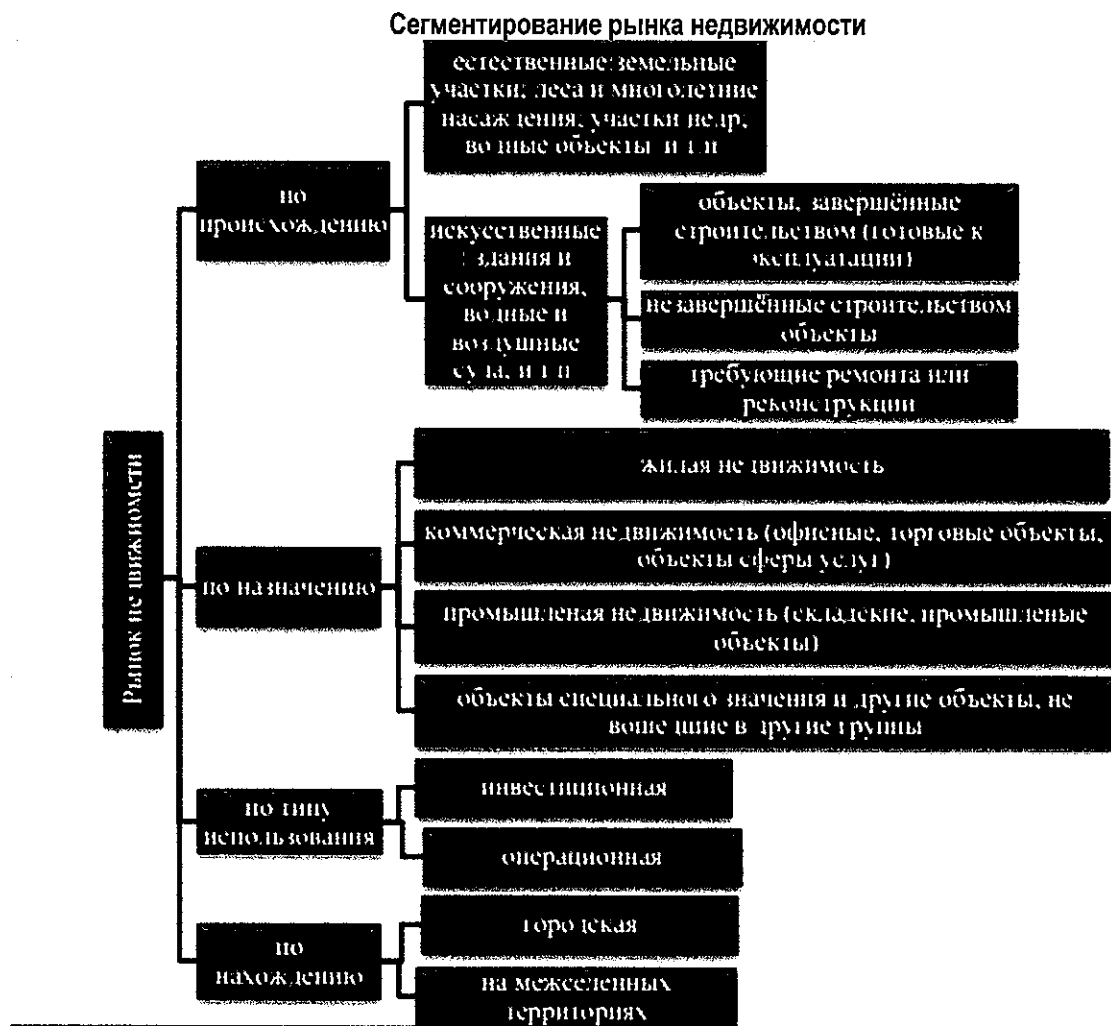 Сегментирование рынка недвижимости
естественные:земельные
участки; леса и многолетние
насаждения; участки недр;
водные объекты и т.п
по
происхождению
искусственные
: здания и
сооружения,
водные и
воздушные
суда, и т.п
объекты, завершённые
строительством (готовые к
эксплуатации)
незавершённые строительством
объекты
требующие ремонта или
реконструкции
Рынок недвижиомсти
по назначению
жилая недвижимость
коммерческая недвижимость (офисные, торговые объекты,
объекты сферы услуг)
промышленая недвижимость (складские, промышленые
объекты)
объекты специального значения и другие объекты, не
вошедшие в другие группы
по типу
использования
инвестиционная
операционная
по
нахождению
городская
на межселенных
территориях